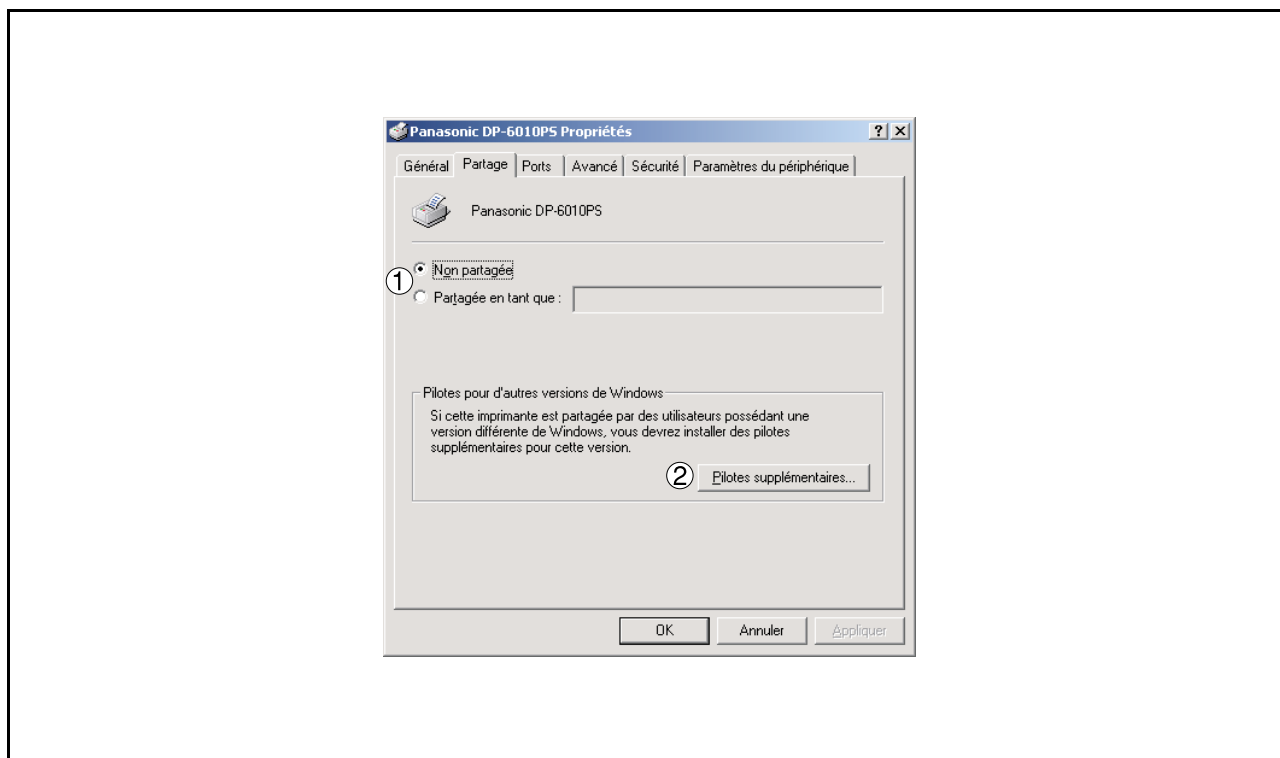 Panasonic DP-6010PS Propriétés
Général Partage Ports Avancé Sécurité Paramètres du périphérique
Panasonic DP-6010PS
① Non partagée
Partagée en tant que :
Pilotes pour d'autres versions de Windows
Si cette imprimante est partagée par des utilisateurs possédant une
version différente de Windows, vous devrez installer des pilotes
supplémentaires pour cette version.
② Pilotes supplémentaires...
OK Annuler Appliquer